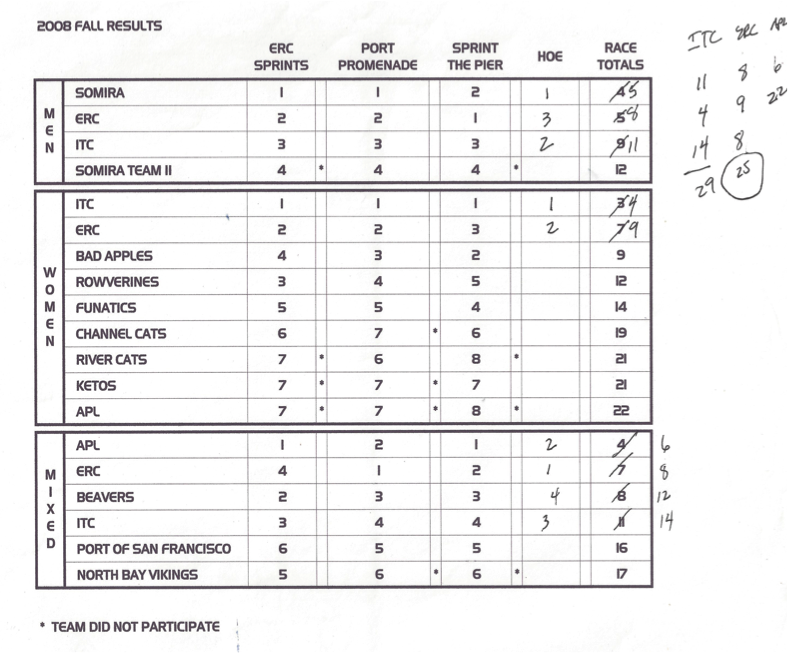 2008 FALL RESULTS
ITC ERC APL
ERC SPRINTS PORT PROMENADE SPRINT THE PIER HOE RACE TOTALS
11 8 6
4 9 22
14 8
29 25
MEN
SOMIRA 1 1 2 1 4 5
ERC 2 2 1 3 5 8
ITC 3 3 3 2 9 11
SOMIRA TEAM II 4 * 4 4 * 12
WOMEN
ITC 1 1 1 1 3 4
ERC 2 2 3 2 7 9
BAD APPLES 4 3 2 9
ROWVERINES 3 4 5 12
FUNATICS 5 5 4 14
CHANNEL CATS 6 7 * 6 19
RIVER CATS 7 * 6 8 * 21
KETOS 7 * 7 * 7 21
APL 7 * 7 * 8 * 22
MIXED
APL 1 2 1 2 4 6
ERC 4 1 2 1 7 8
BEAVERS 2 3 3 4 8 12
ITC 3 4 4 3 11 14
PORT OF SAN FRANCISCO 6 5 5 16
NORTH BAY VIKINGS 5 6 * 6 * 17
* TEAM DID NOT PARTICIPATE